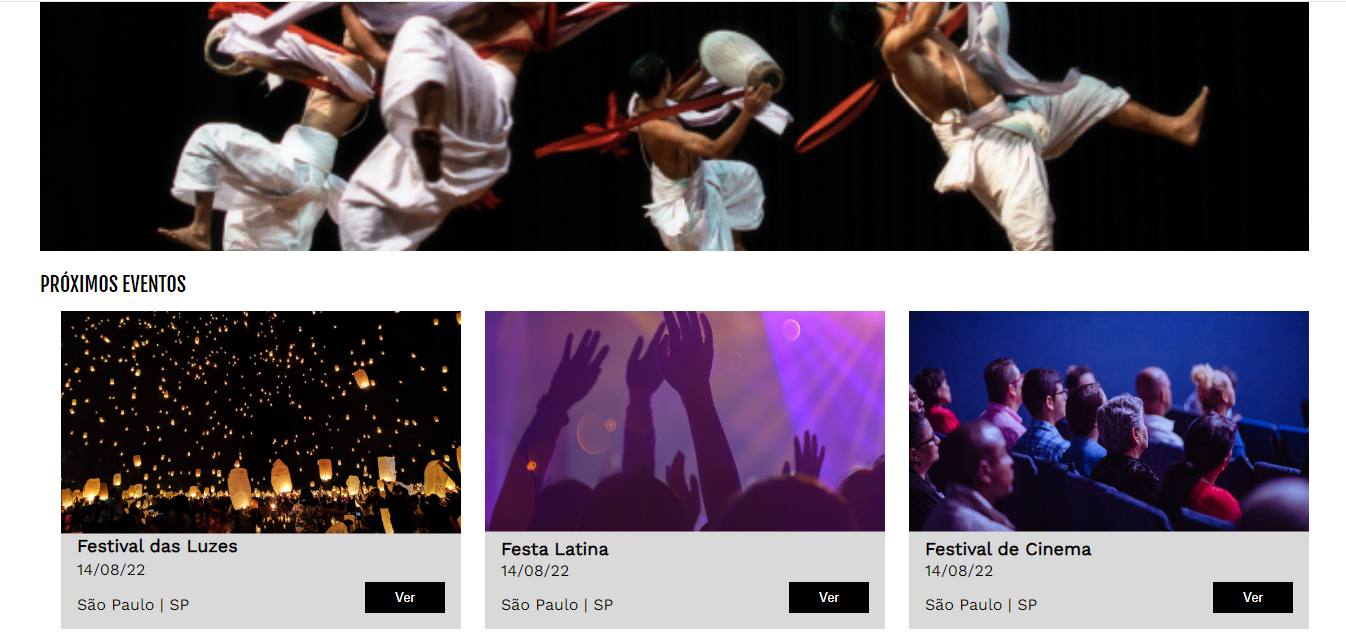 PRÓXIMOS EVENTOS
Festival das Luzes
14/08/22
São Paulo | SP
Ver
Festa Latina
14/08/22
São Paulo | SP
Ver
Festival de Cinema
14/08/22
São Paulo | SP
Ver